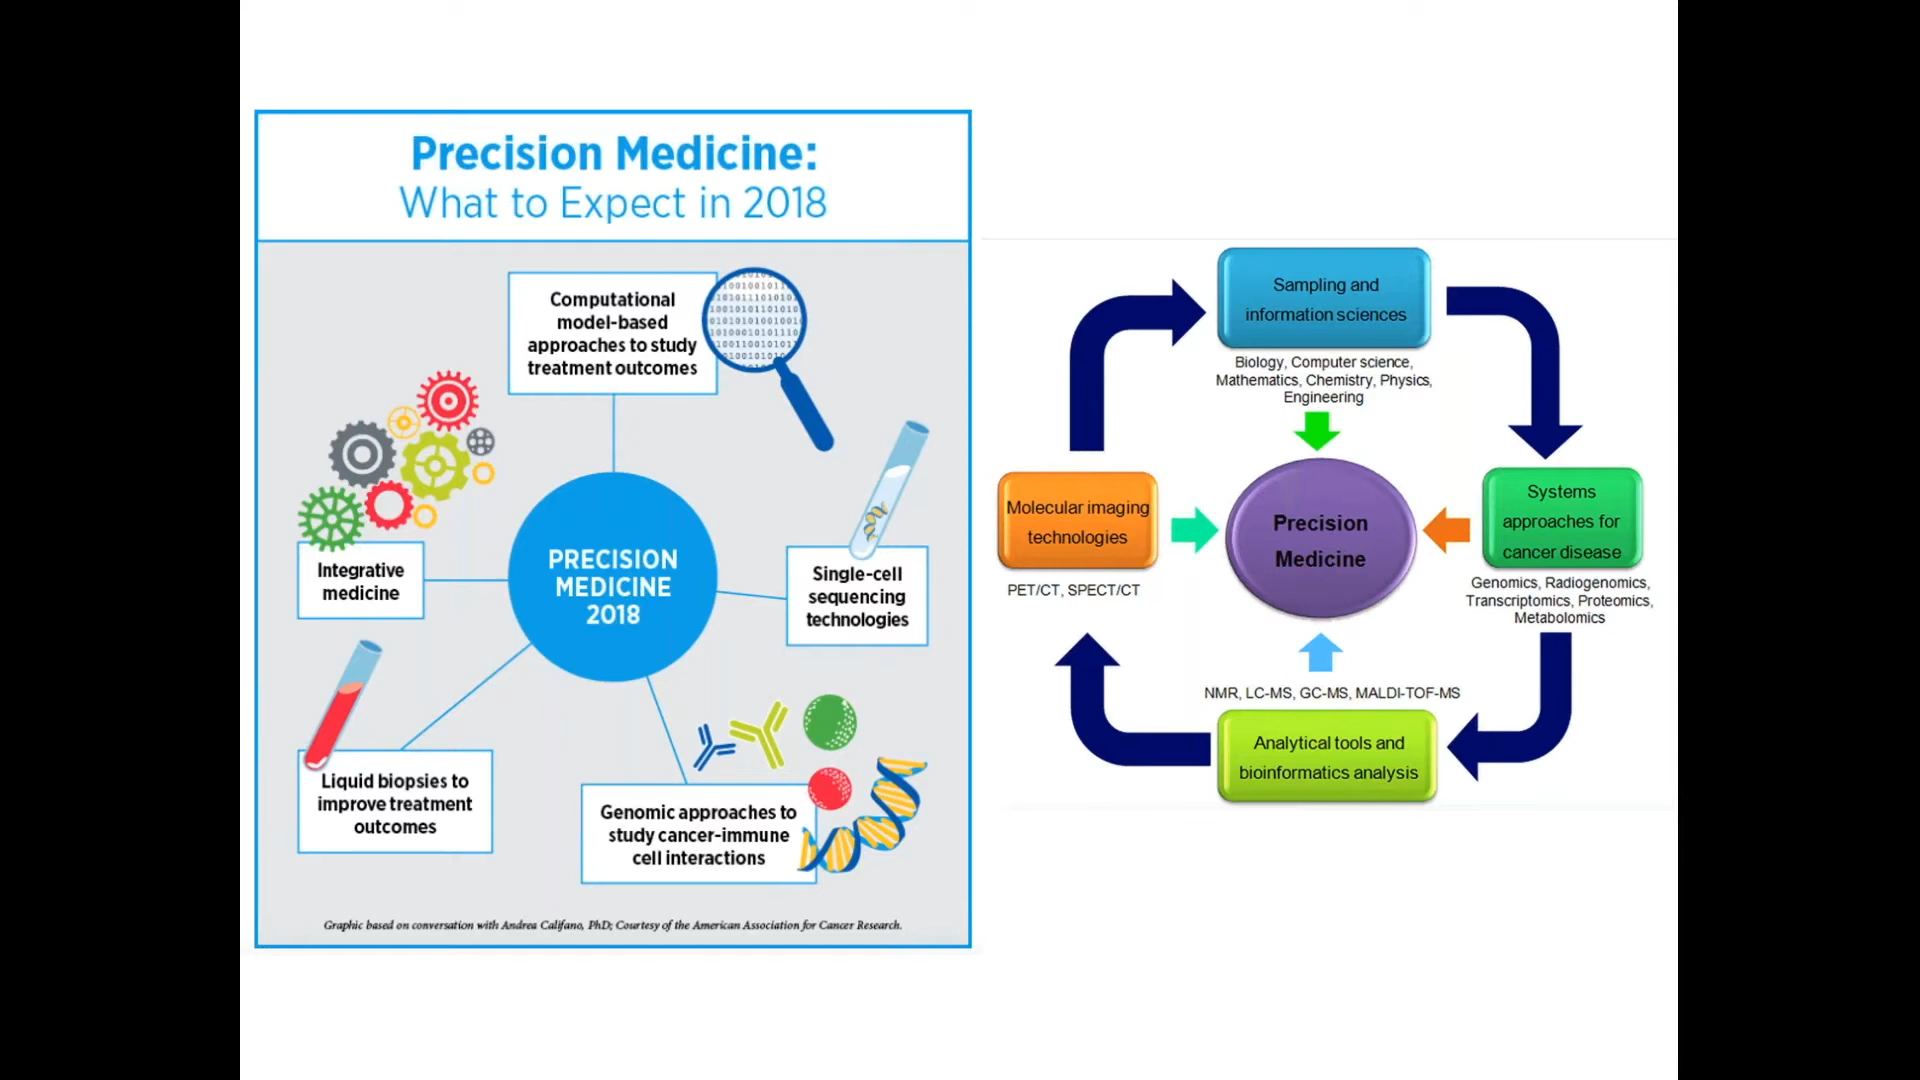 Precision Medicine:
What to Expect in 2018
Computational
model-based
approaches to study
treatment outcomes
Integrative
medicine
PRECISION
MEDICINE
2018
Single-cell
sequencing
technologies
Liquid biopsies to
improve treatment
outcomes
Genomic approaches to
study cancer-immune
cell interactions
Graphic based on conversation with Andrea Califano, PhD; Courtesy of the American Association for Cancer Research.
Sampling and
information sciences
Biology, Computer science,
Mathematics, Chemistry, Physics,
Engineering
Molecular imaging
technologies
PET/CT, SPECT/CT
Precision
Medicine
Systems
approaches for
cancer disease
Genomics, Radiogenomics,
Transcriptomics, Proteomics,
Metabolomics
NMR, LC-MS, GC-MS, MALDI-TOF-MS
Analytical tools and
bioinformatics analysis